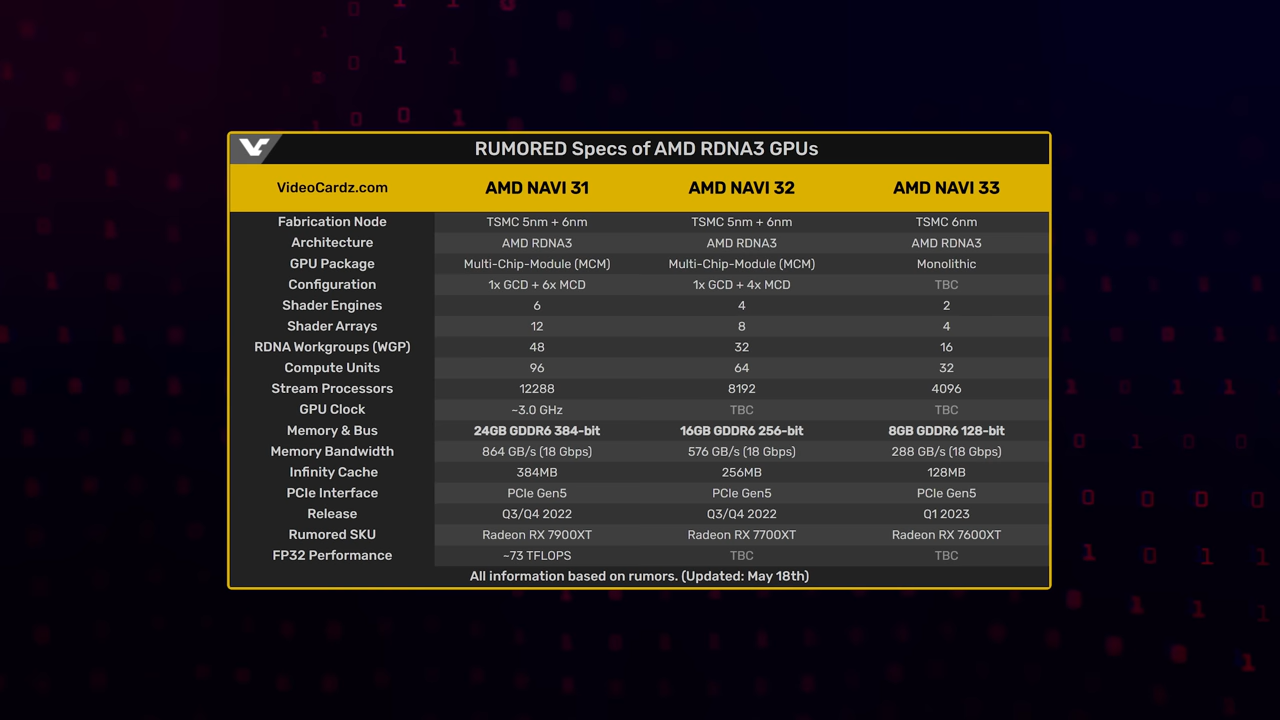 RUMORED Specs of AMD RDNA3 GPUs
VideoCardz.com AMD NAVI 31 AMD NAVI 32 AMD NAVI 33
Fabrication Node TSMC 5nm + 6nm TSMC 5nm + 6nm TSMC 6nm
Architecture AMD RDNA3 AMD RDNA3 AMD RDNA3
GPU Package Multi-Chip-Module (MCM) Multi-Chip-Module (MCM) Monolithic
Configuration 1x GCD + 6x MCD 1x GCD + 4x MCD TBC
Shader Engines 6 4 2
Shader Arrays 12 8 4
RDNA Workgroups (WGP) 48 32 16
Compute Units 96 64 32
Stream Processors 12288 8192 4096
GPU Clock ~3.0 GHz TBC TBC
Memory & Bus 24GB GDDR6 384-bit 16GB GDDR6 256-bit 8GB GDDR6 128-bit
Memory Bandwidth 864 GB/s (18 Gbps) 576 GB/s (18 Gbps) 288 GB/s (18 Gbps)
Infinity Cache 384MB 256MB 128MB
PCIe Interface PCIe Gen5 PCIe Gen5 PCIe Gen5
Release Q3/Q4 2022 Q3/Q4 2022 Q1 2023
Rumored SKU Radeon RX 7900XT Radeon RX 7700XT Radeon RX 7600XT
FP32 Performance ~73 TFLOPS TBC TBC
All information based on rumors. (Updated: May 18th)